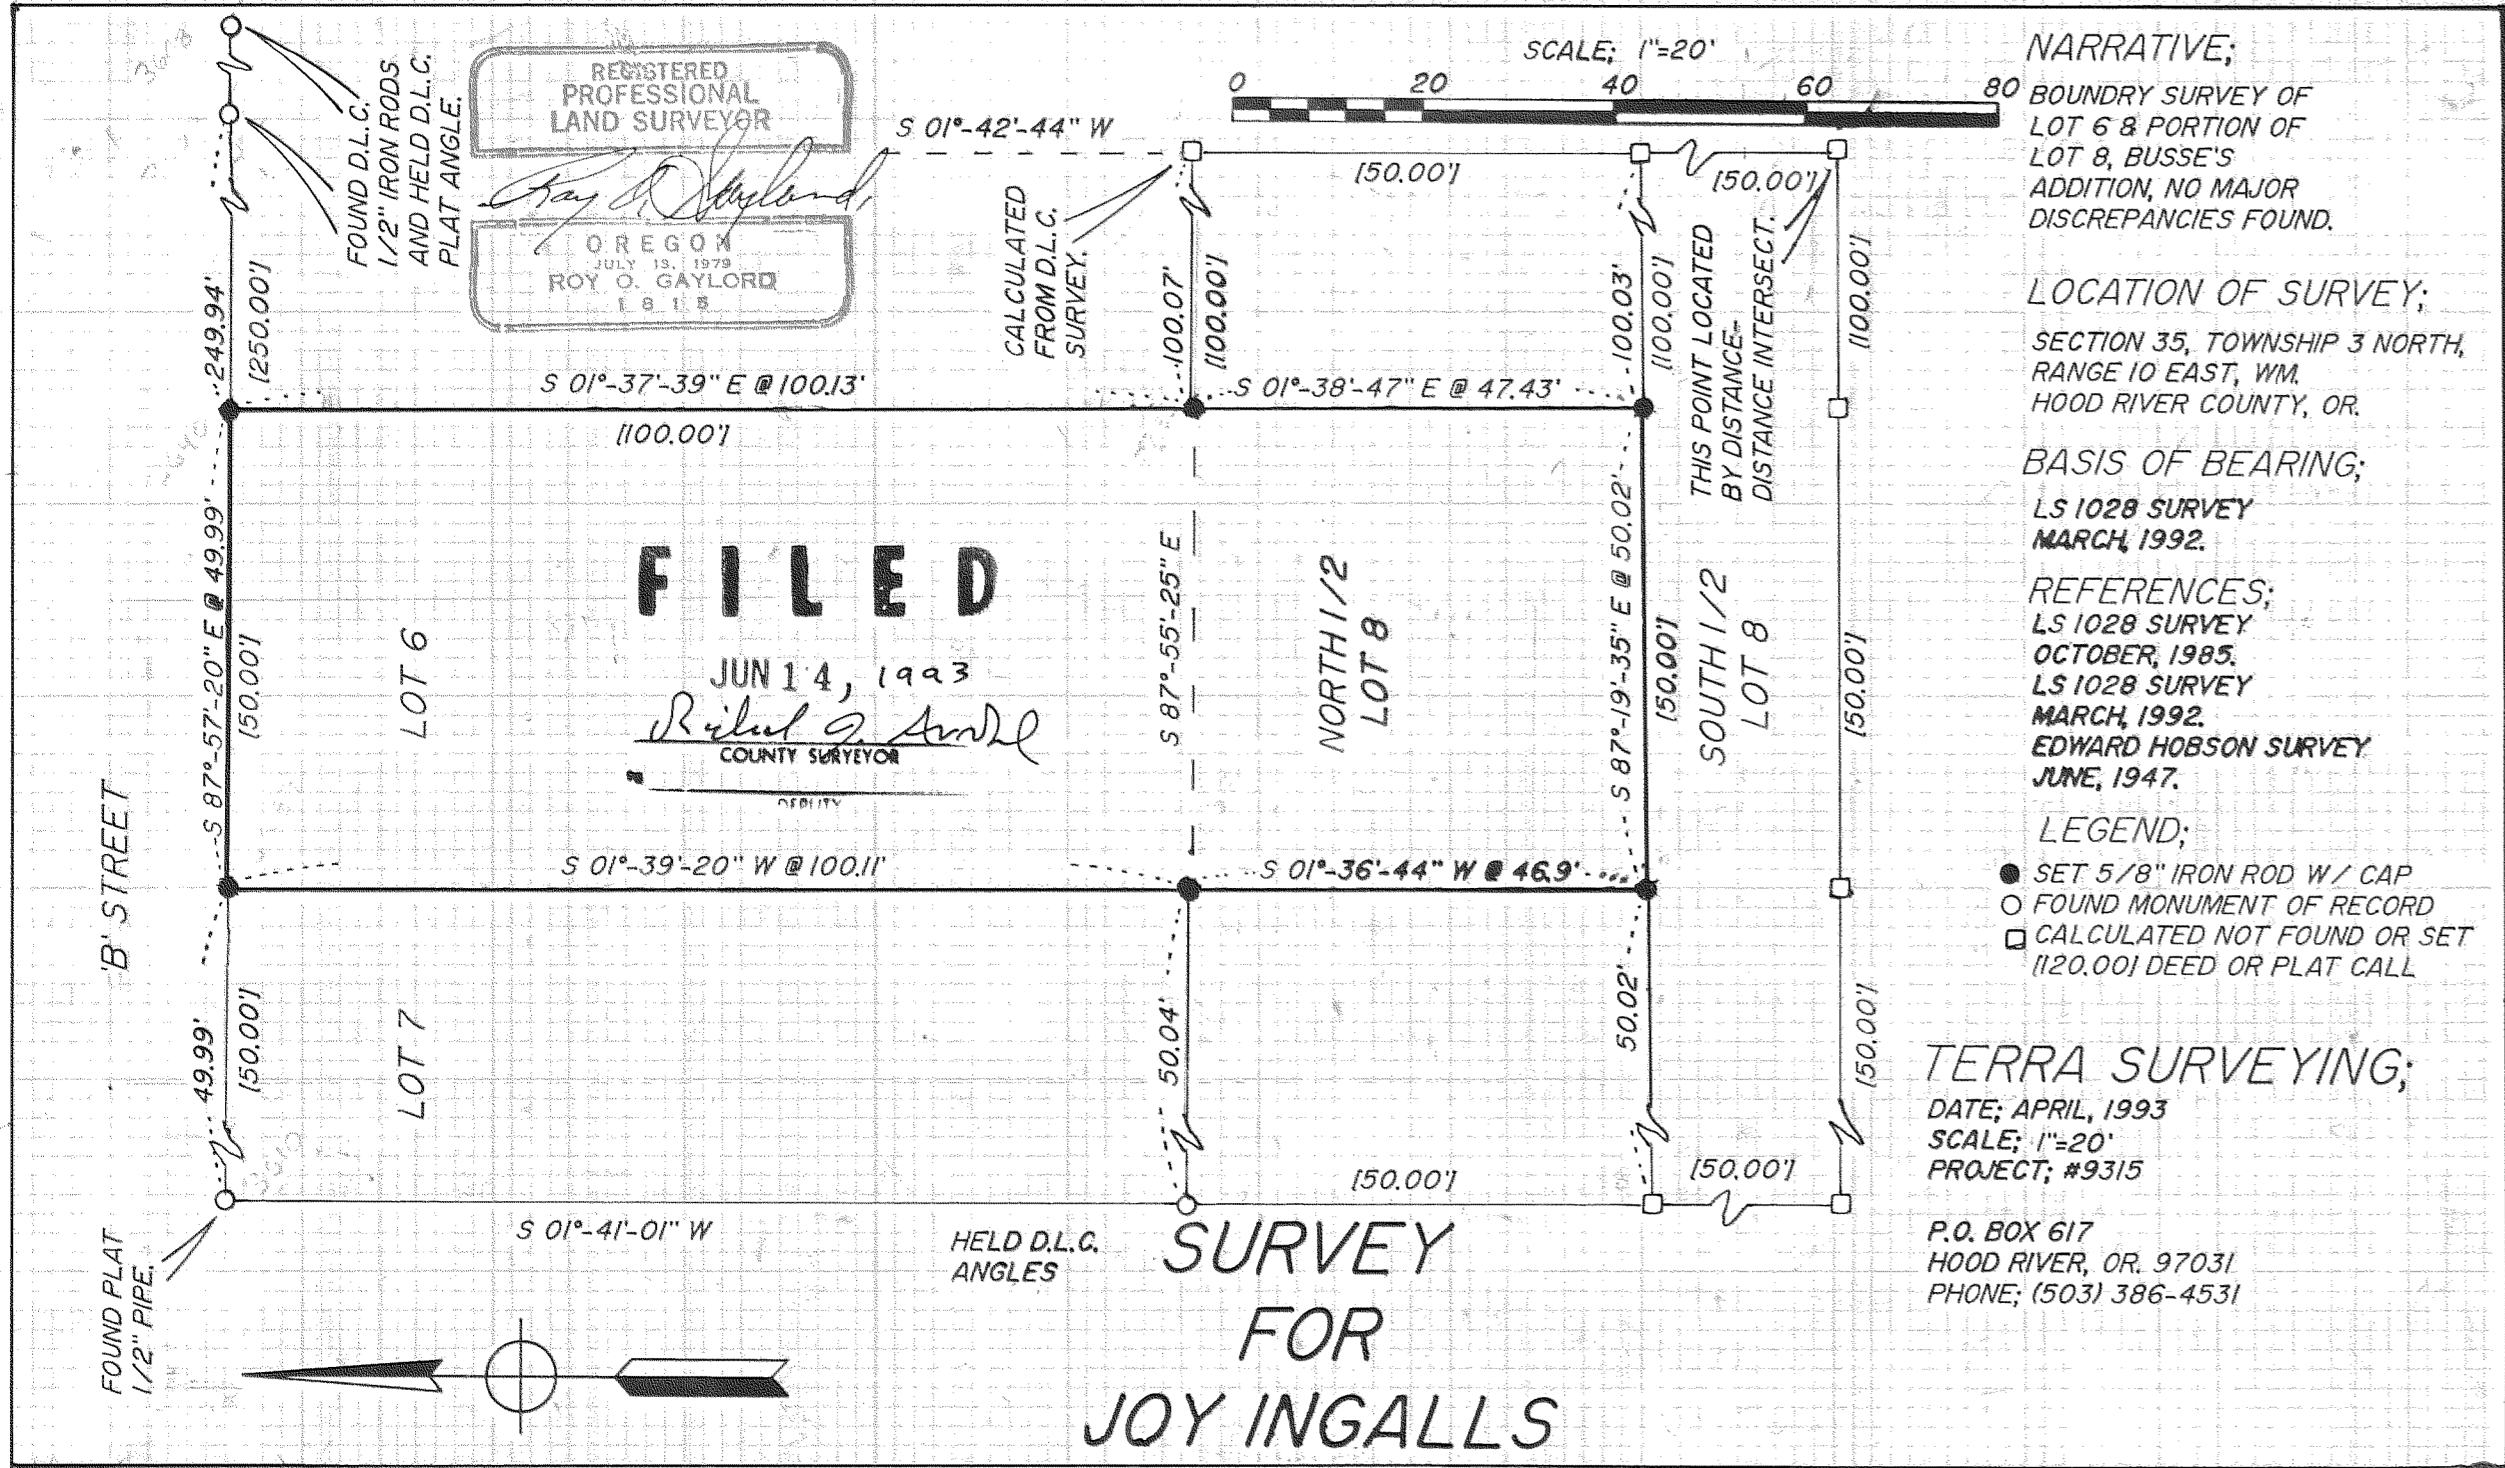 FOUND D.L.C.
1/2" IRON RODS
AND HELD D.L.C.
PLAT ANGLE.
REGISTERED
PROFESSIONAL
LAND SURVEYOR
OREGON
JULY 13, 1979
ROY O. GAYLORD
1815
S 01°-42'-44" W
CALCULATED
FROM D.L.C.
SURVEY.
SCALE; 1"=20'
0 20 40 60 80
[50.00']
[50.00']
THIS POINT LOCATED
BY DISTANCE-
DISTANCE INTERSECT.
249.94'
[250.00']
100.07'
[100.00']
100.03'
[100.00']
[100.00']
S 01°-37'-39" E @ 100.13'
[100.00']
S 01°-38'-47" E @ 47.43'
S 87°-57'-20" E @ 49.99'
[50.00']
LOT 6
FILED
JUN 14, 1993
COUNTY SURVEYOR
DEPUTY
S 87°-55'-25" E
NORTH 1/2
LOT 8
S 87°-19'-35" E @ 50.02'
[50.00']
SOUTH 1/2
LOT 8
[50.00']
'B' STREET
S 01°-39'-20" W @ 100.11'
S 01°-36'-44" W @ 46.9'
49.99'
[50.00']
LOT 7
50.04'
50.02'
[50.00']
[50.00']
[50.00']
S 01°-41'-01" W
FOUND PLAT
1/2" PIPE.
HELD D.L.C.
ANGLES
SURVEY
FOR
JOY INGALLS
NARRATIVE;
BOUNDRY SURVEY OF
LOT 6 & PORTION OF
LOT 8, BUSSE'S
ADDITION, NO MAJOR
DISCREPANCIES FOUND.
LOCATION OF SURVEY;
SECTION 35, TOWNSHIP 3 NORTH,
RANGE 10 EAST, WM.
HOOD RIVER COUNTY, OR.
BASIS OF BEARING;
LS 1028 SURVEY
MARCH, 1992.
REFERENCES;
LS 1028 SURVEY
OCTOBER, 1985.
LS 1028 SURVEY
MARCH, 1992.
EDWARD HOBSON SURVEY
JUNE, 1947.
LEGEND;
SET 5/8" IRON ROD W/ CAP
FOUND MONUMENT OF RECORD
CALCULATED NOT FOUND OR SET
[120.00] DEED OR PLAT CALL
TERRA SURVEYING;
DATE; APRIL, 1993
SCALE; 1"=20'
PROJECT; #9315
P.O. BOX 617
HOOD RIVER, OR. 97031
PHONE; (503) 386-4531